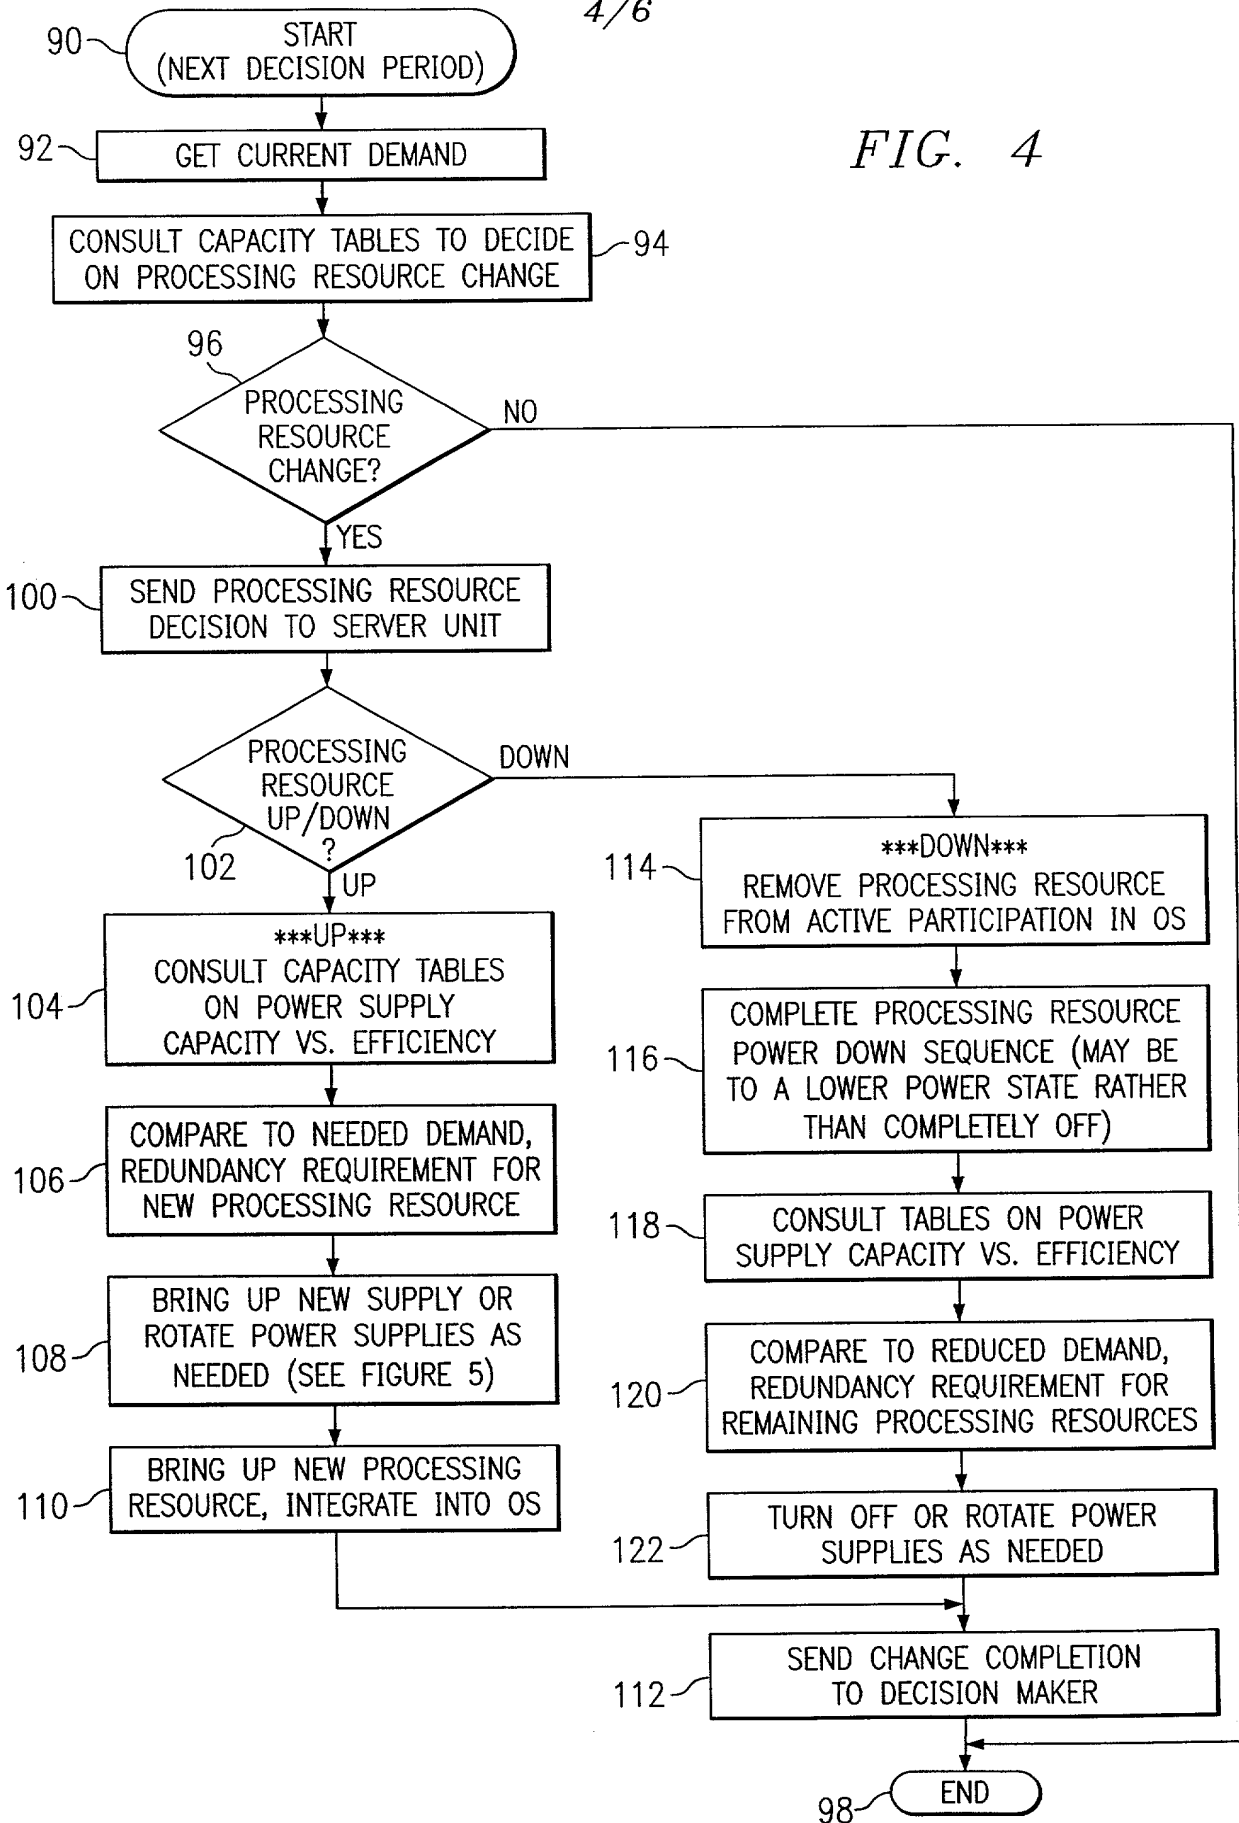 4/6
FIG. 4
90
START
(NEXT DECISION PERIOD)
92
GET CURRENT DEMAND
CONSULT CAPACITY TABLES TO DECIDE
ON PROCESSING RESOURCE CHANGE
94
96
PROCESSING
RESOURCE
CHANGE?
NO
YES
100
SEND PROCESSING RESOURCE
DECISION TO SERVER UNIT
PROCESSING
RESOURCE
UP/DOWN
?
102
DOWN
UP
104
***UP***
CONSULT CAPACITY TABLES
ON POWER SUPPLY
CAPACITY VS. EFFICIENCY
106
COMPARE TO NEEDED DEMAND,
REDUNDANCY REQUIREMENT FOR
NEW PROCESSING RESOURCE
108
BRING UP NEW SUPPLY OR
ROTATE POWER SUPPLIES AS
NEEDED (SEE FIGURE 5)
110
BRING UP NEW PROCESSING
RESOURCE, INTEGRATE INTO OS
114
***DOWN***
REMOVE PROCESSING RESOURCE
FROM ACTIVE PARTICIPATION IN OS
116
COMPLETE PROCESSING RESOURCE
POWER DOWN SEQUENCE (MAY BE
TO A LOWER POWER STATE RATHER
THAN COMPLETELY OFF)
118
CONSULT TABLES ON POWER
SUPPLY CAPACITY VS. EFFICIENCY
120
COMPARE TO REDUCED DEMAND,
REDUNDANCY REQUIREMENT FOR
REMAINING PROCESSING RESOURCES
122
TURN OFF OR ROTATE POWER
SUPPLIES AS NEEDED
112
SEND CHANGE COMPLETION
TO DECISION MAKER
98
END